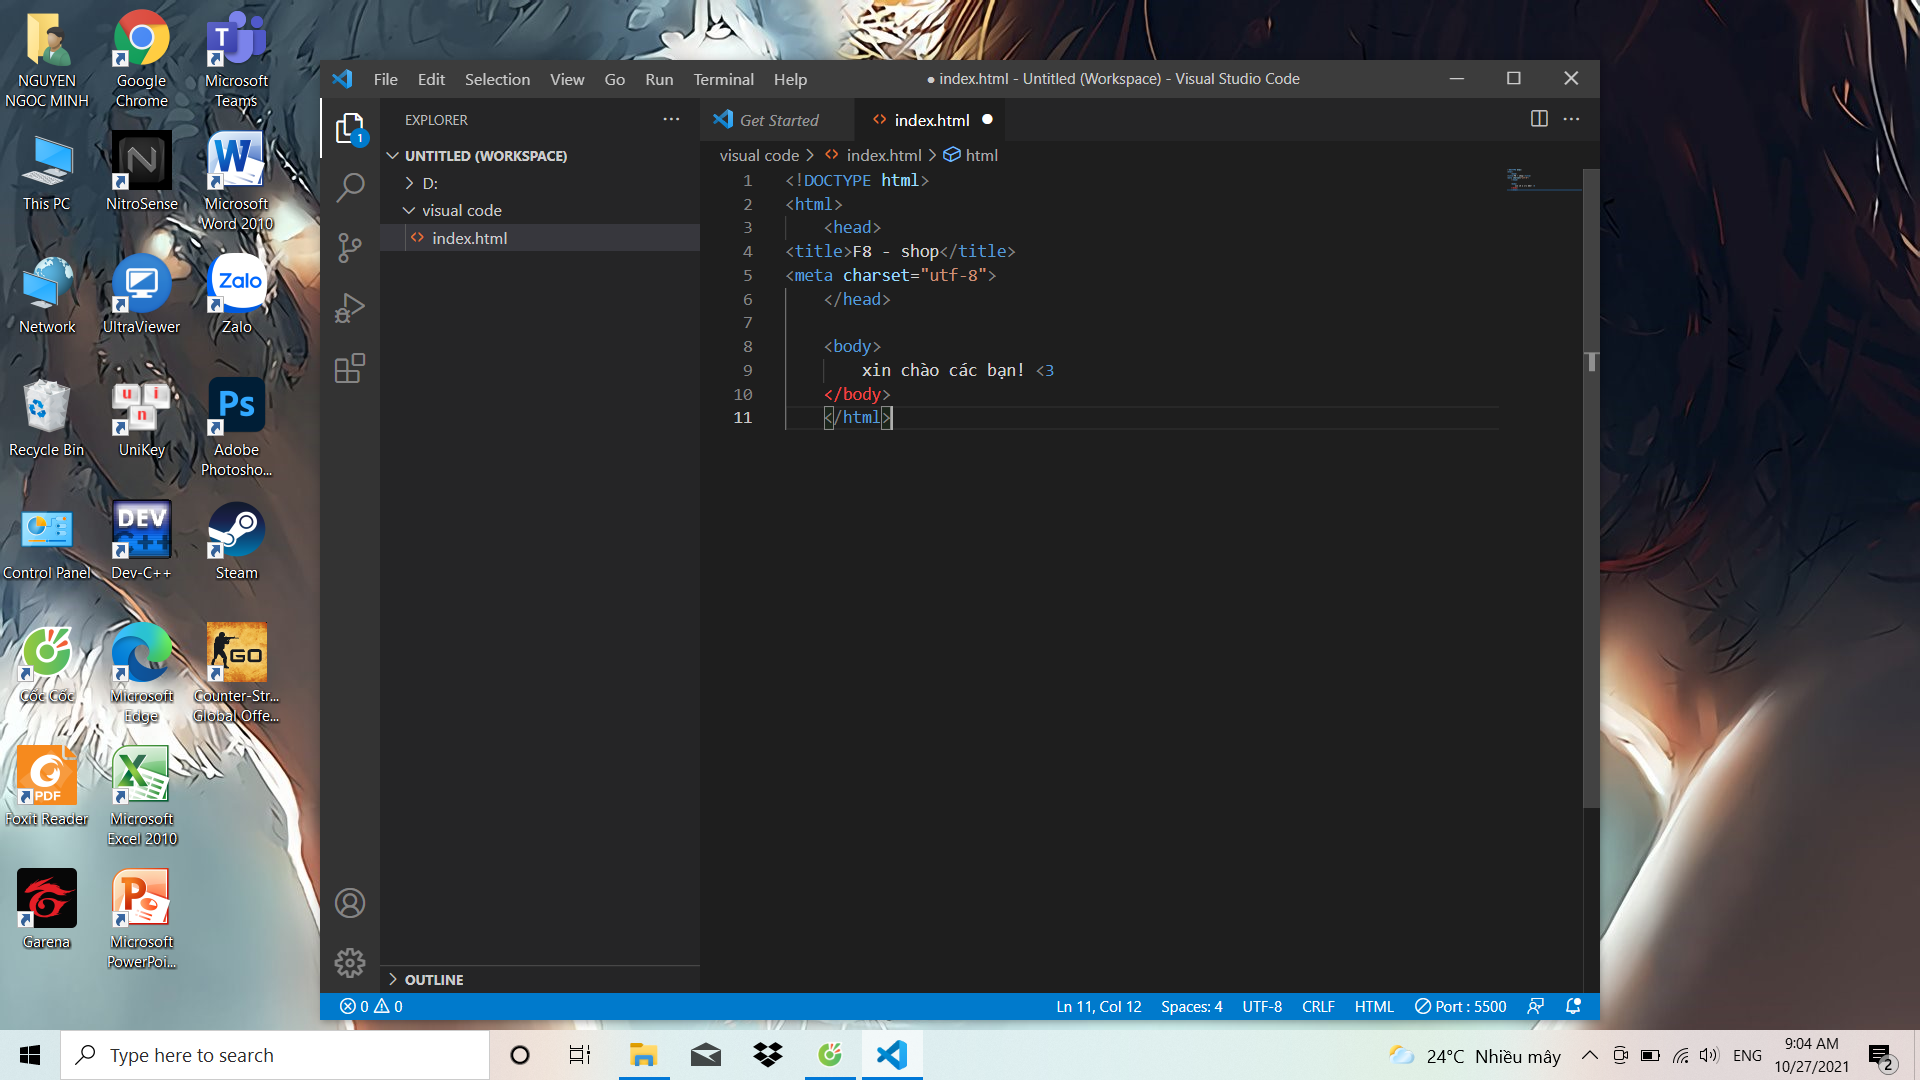 NGUYEN
NGOC MINH
Google
Chrome
Microsoft
Teams
This PC
NitroSense
Microsoft
Word 2010
Network
UltraViewer
Zalo
Zalo
Recycle Bin
UniKey
Adobe
Photosho...
Control Panel
Dev-C++
Steam
Cốc Cốc
Microsoft
Edge
Counter-Str...
Global Offe...
Foxit Reader
Microsoft
Excel 2010
Garena
Microsoft
PowerPoi...
u i n
Ps
DEV
C++
GO
PDF
File Edit Selection View Go Run Terminal Help
● index.html - Untitled (Workspace) - Visual Studio Code
1
EXPLORER
UNTITLED (WORKSPACE)
D:
visual code
index.html
OUTLINE
Get Started
index.html
visual code > index.html > html
1 <!DOCTYPE html>
2 <html>
3 <head>
4 <title>F8 - shop</title>
5 <meta charset="utf-8">
6 </head>
7
8 <body>
9 xin chào các bạn! <3
10 </body>
11 </html>
0 0
Ln 11, Col 12 Spaces: 4 UTF-8 CRLF HTML Port : 5500
Type here to search
24°C Nhiều mây
ENG
9:04 AM
10/27/2021
2